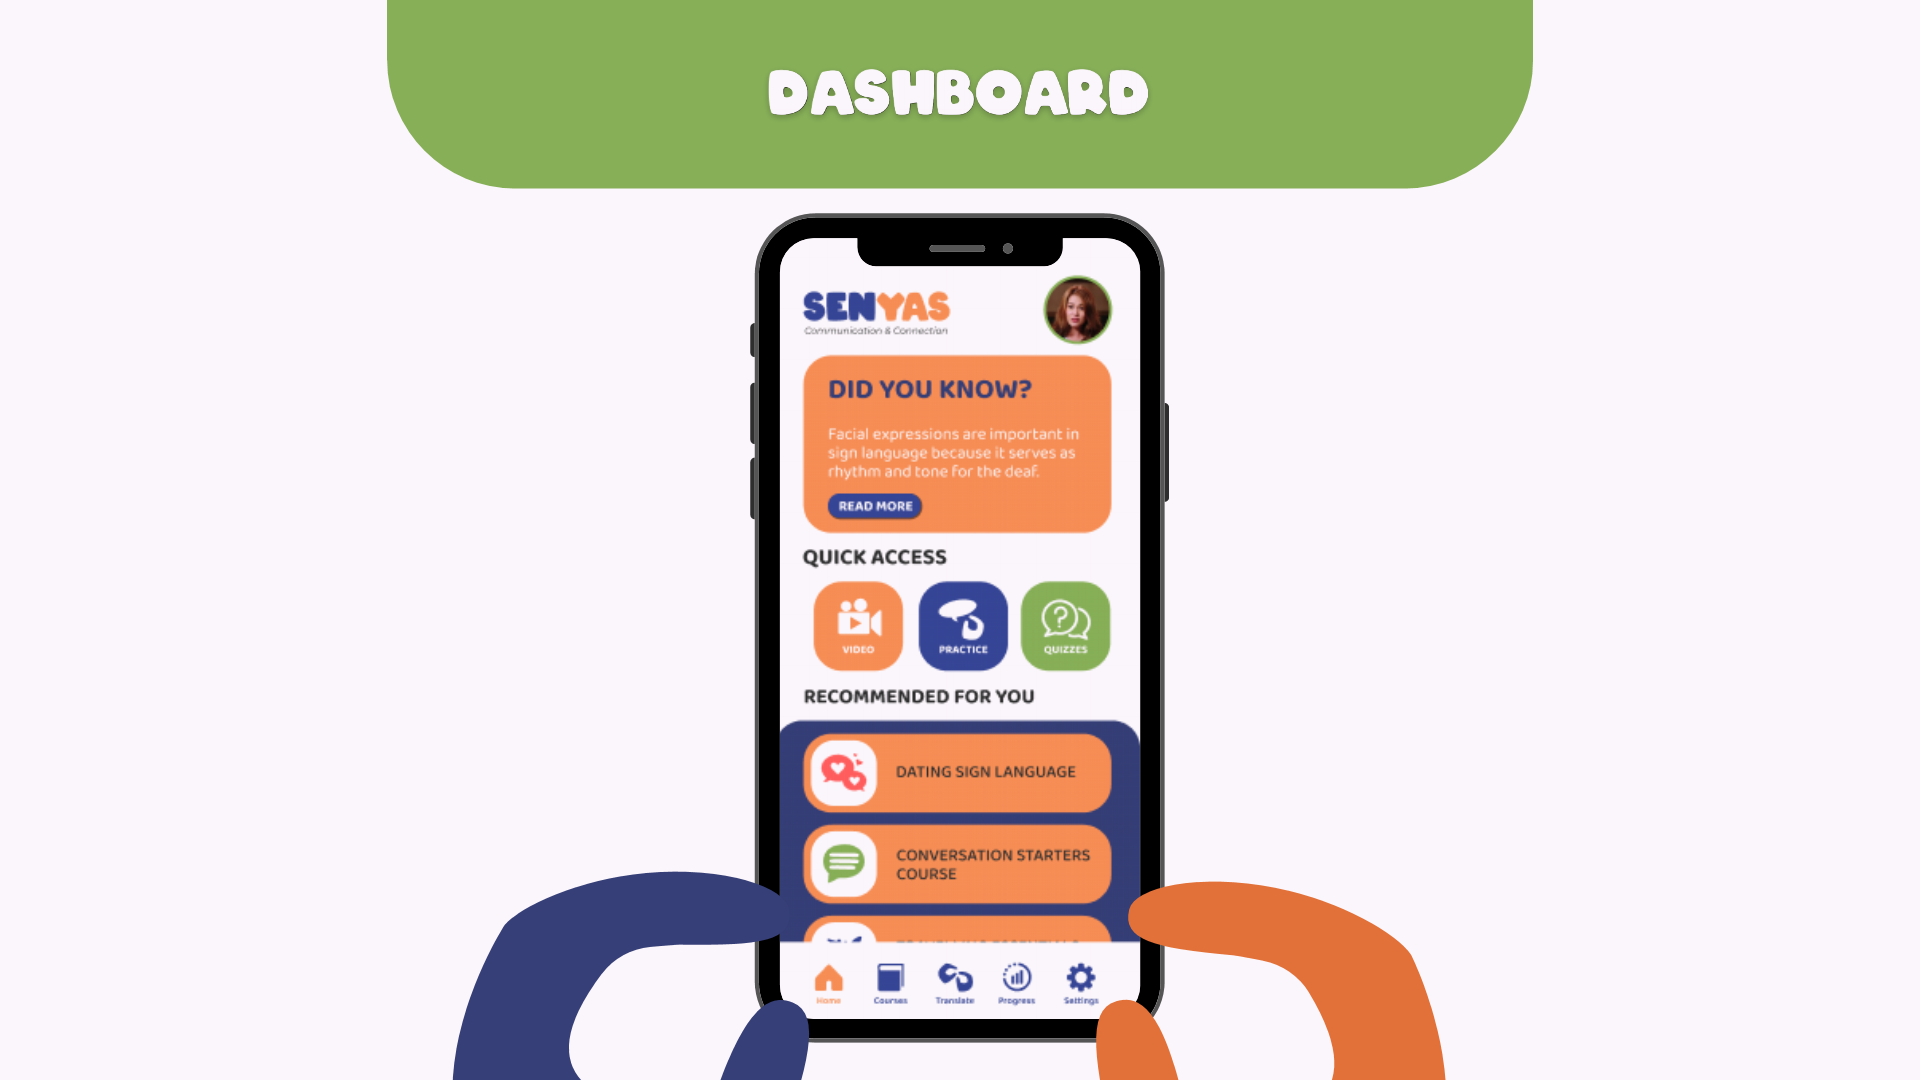 DASHBOARD
SENYAS
Communication & Connection
DID YOU KNOW?
Facial expressions are important in
sign language because it serves as
rhythm and tone for the deaf.
READ MORE
QUICK ACCESS
VIDEO
PRACTICE
QUIZZES
RECOMMENDED FOR YOU
DATING SIGN LANGUAGE
CONVERSATION STARTERS
COURSE
Home
Courses
Translate
Progress
Settings